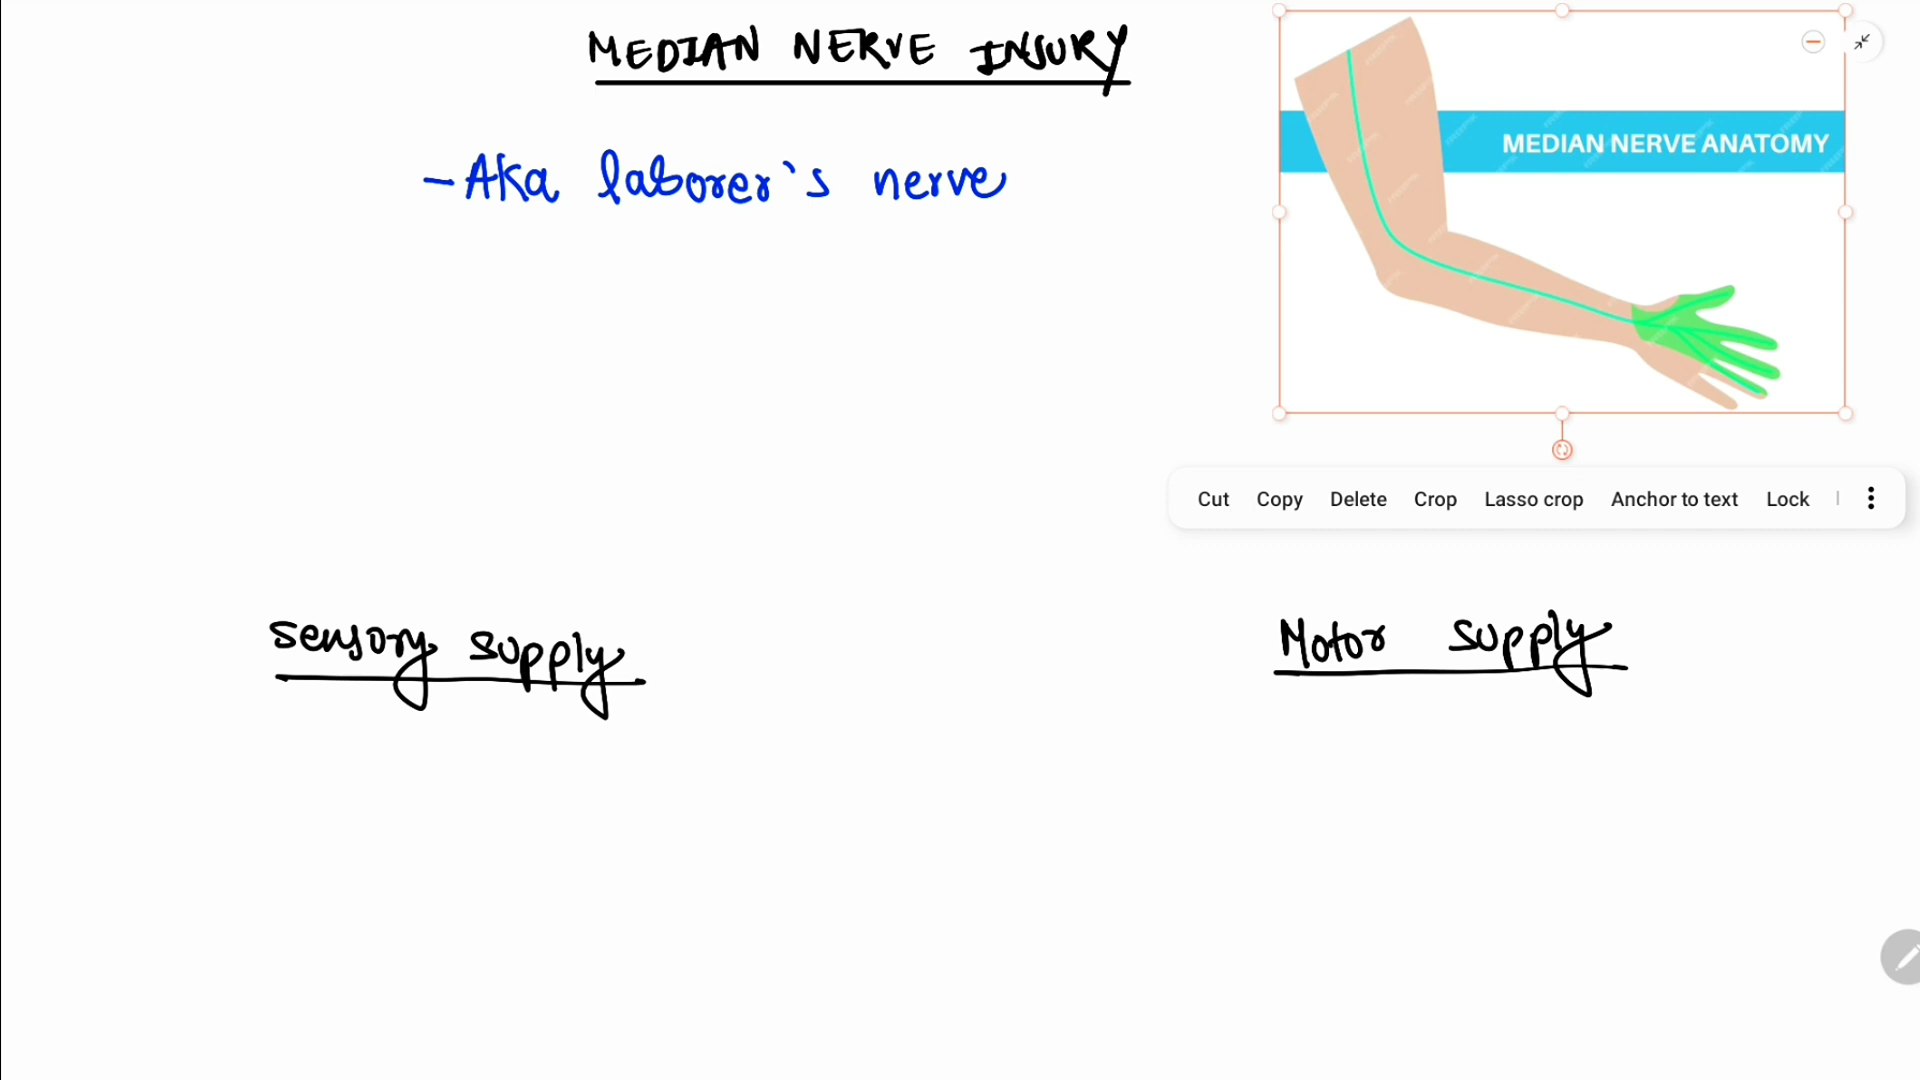 MEDIAN NERVE INJURY
- Aka laborer's nerve
MEDIAN NERVE ANATOMY
Cut Copy Delete Crop Lasso crop Anchor to text Lock
Sensory supply
Motor supply